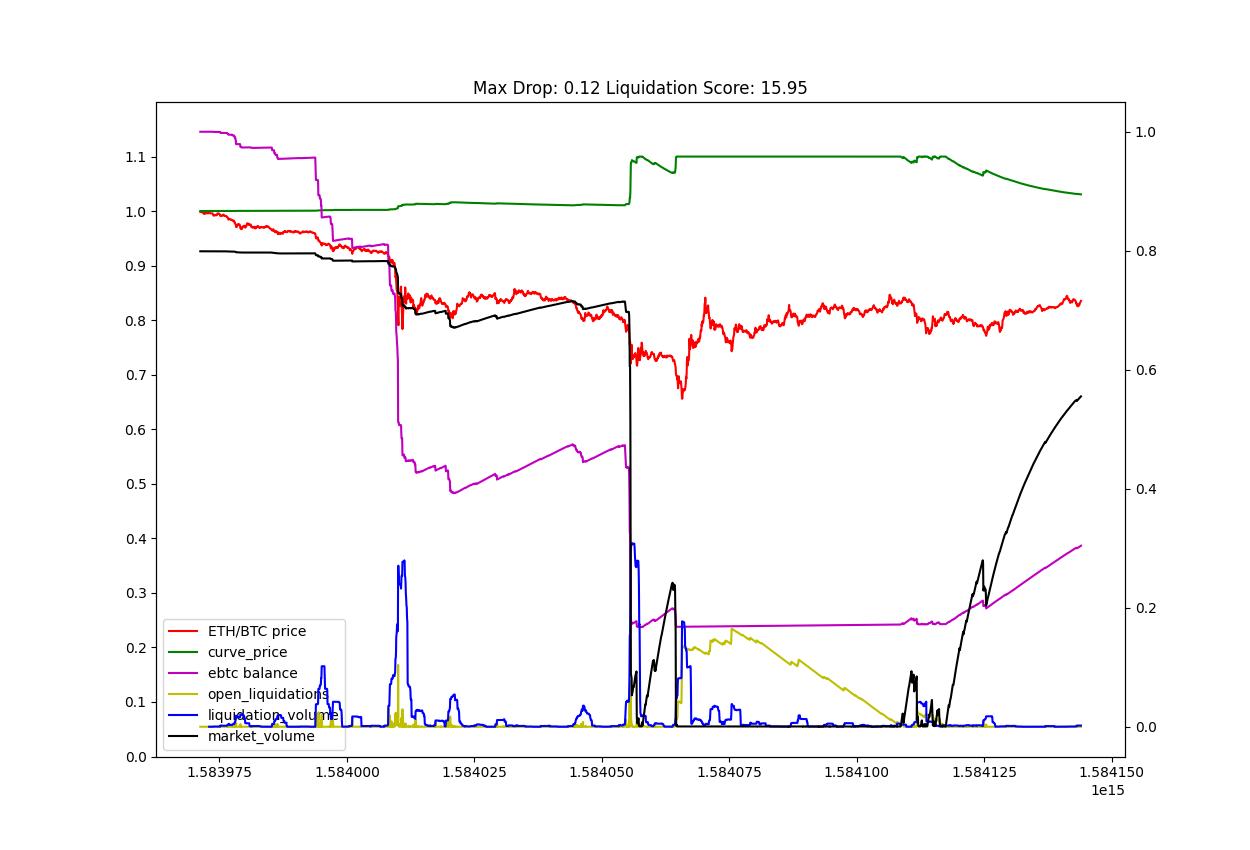 Max Drop: 0.12 Liquidation Score: 15.95
1.1
1.0
0.9
0.8
0.7
0.6
0.5
0.4
0.3
0.2
0.1
0.0
1.0
0.8
0.6
0.4
0.2
0.0
ETH/BTC price
curve_price
ebtc balance
open_liquidations
liquidation_volume
market_volume
1.583975 1.584000 1.584025 1.584050 1.584075 1.584100 1.584125 1.584150
1e15